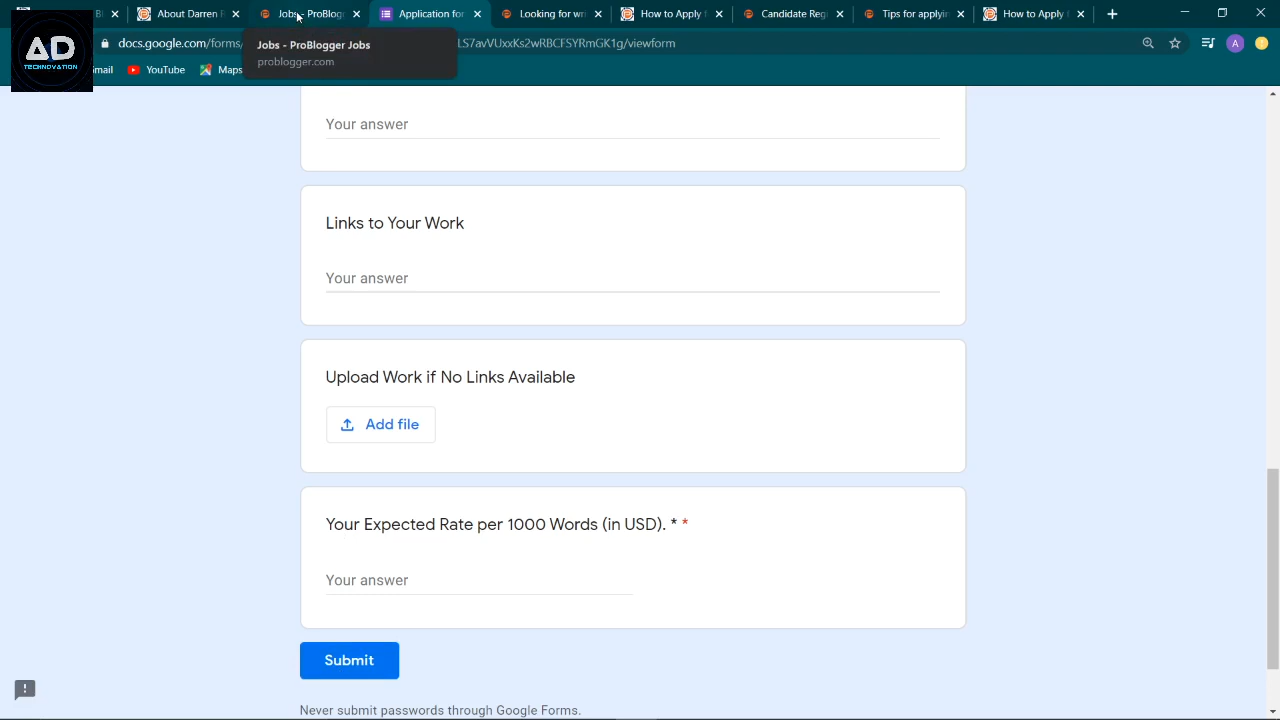 About Darren R
Jobs - ProBlogg
Application for
Looking for wri
How to Apply f
Candidate Regi
Tips for applyin
How to Apply f
docs.google.com/forms/
LS7avVUxxKs2wRBCFSYRmGK1g/viewform
A
Jobs - ProBlogger Jobs
problogger.com
AD
TECHNOVATION
mail
YouTube
Maps
Your answer
Links to Your Work
Your answer
Upload Work if No Links Available
Add file
Your Expected Rate per 1000 Words (in USD). * *
Your answer
Submit
Never submit passwords through Google Forms.